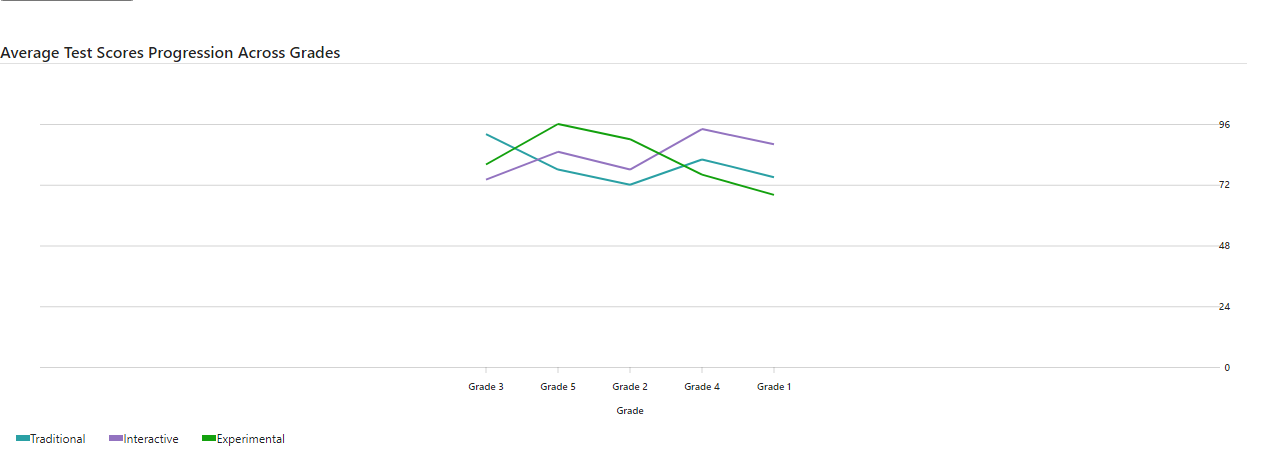 Average Test Scores Progression Across Grades
96
72
48
24
0
Grade 3 Grade 5 Grade 2 Grade 4 Grade 1
Grade
Traditional Interactive Experimental